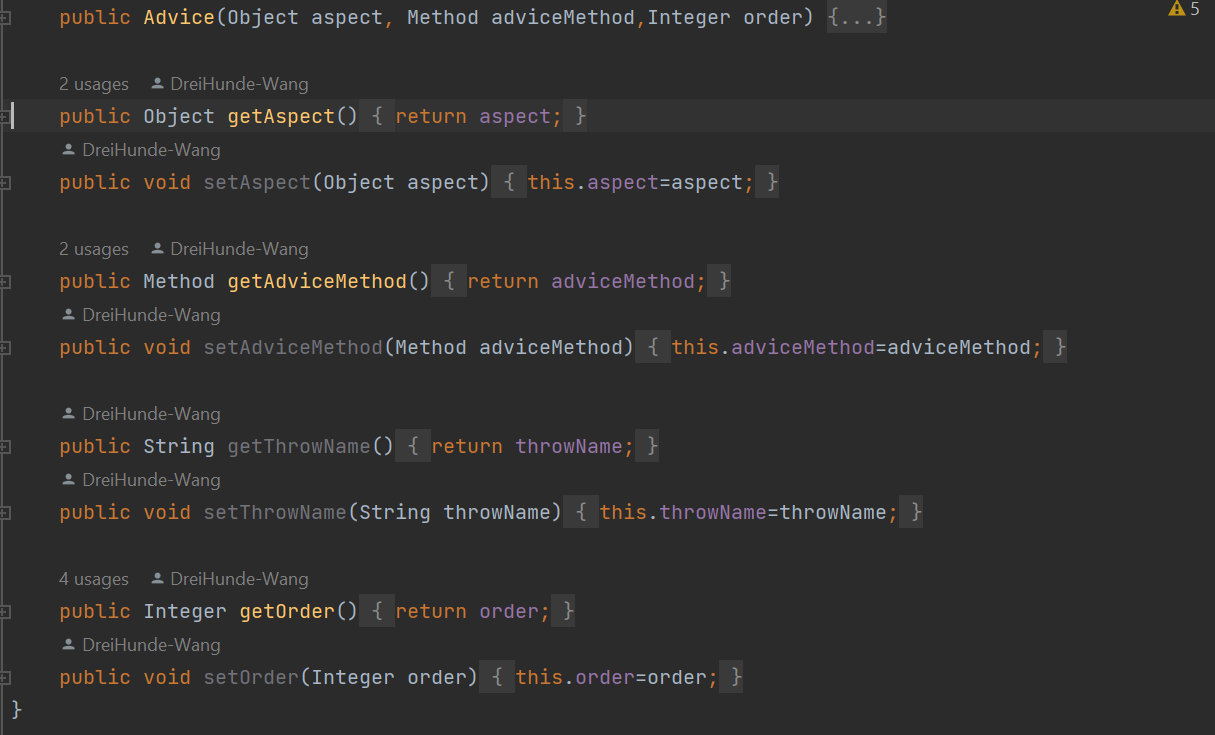 public Advice(Object aspect, Method adviceMethod,Integer order) {...}
5
2 usages DreiHunde-Wang
public Object getAspect() { return aspect; }
DreiHunde-Wang
public void setAspect(Object aspect) { this.aspect=aspect; }
2 usages DreiHunde-Wang
public Method getAdviceMethod() { return adviceMethod; }
DreiHunde-Wang
public void setAdviceMethod(Method adviceMethod) { this.adviceMethod=adviceMethod; }
DreiHunde-Wang
public String getThrowName() { return throwName; }
DreiHunde-Wang
public void setThrowName(String throwName) { this.throwName=throwName; }
4 usages DreiHunde-Wang
public Integer getOrder() { return order; }
DreiHunde-Wang
public void setOrder(Integer order) { this.order=order; }
}